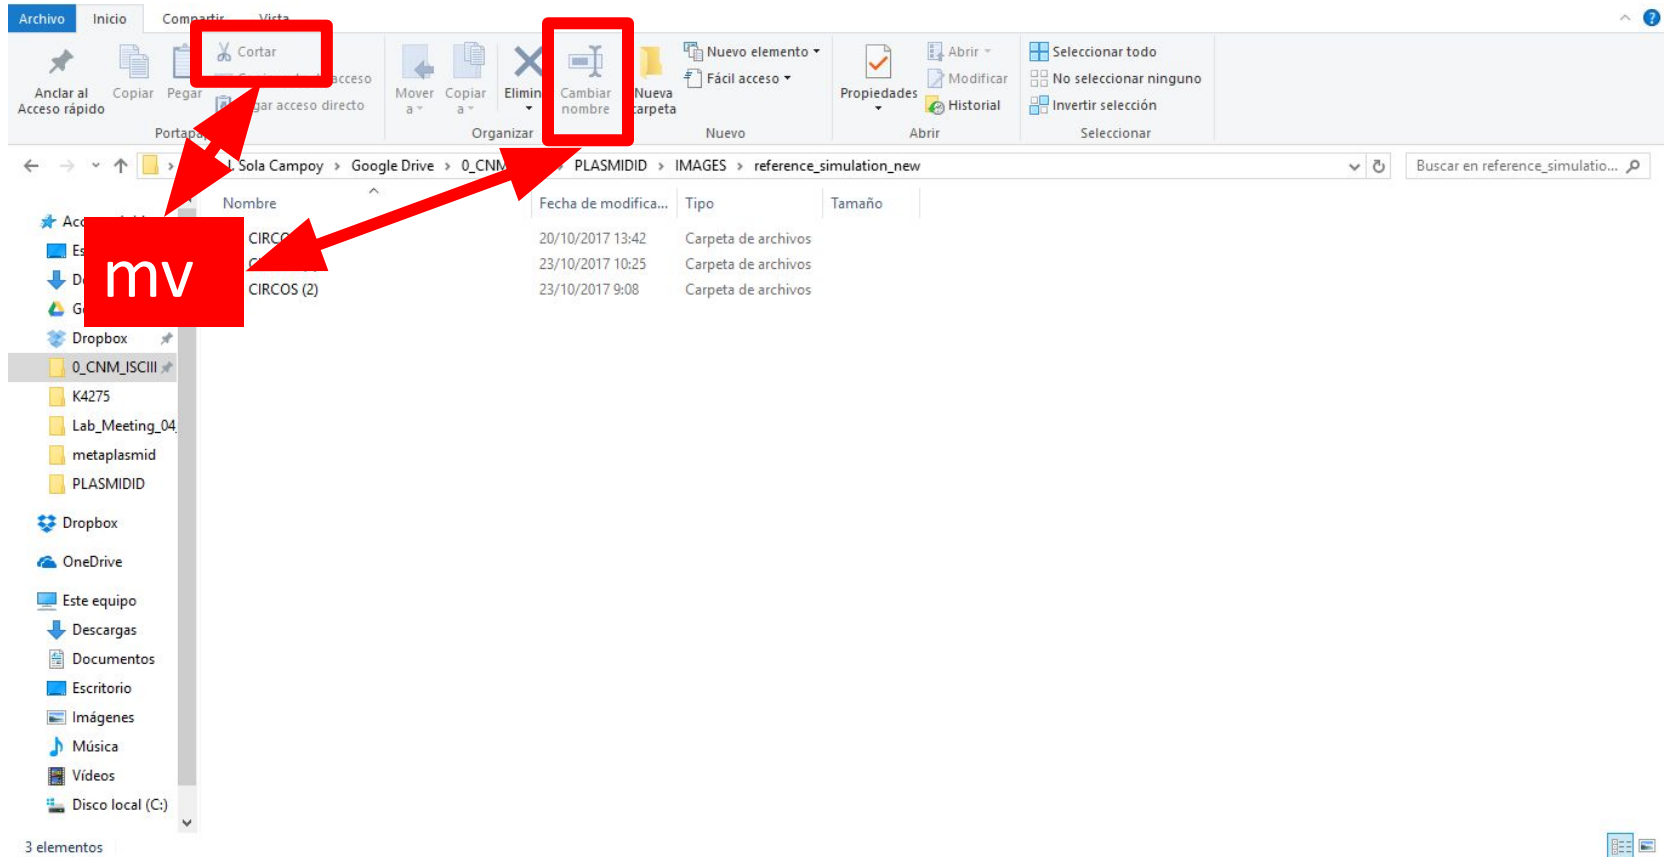 Archivo Inicio Compartir Vista
Cortar
acceso
Pegar acceso directo
Anclar al
Acceso rápido
Copiar
Pegar
Mover
a
Copiar
a
Cambiar
nombre
Nueva
carpeta
Nuevo elemento
Fácil acceso
Propiedades
Abrir
Modificar
Historial
Seleccionar todo
No seleccionar ninguno
Invertir selección
Organizar
Nuevo
Abrir
Seleccionar
Sola Campoy > Google Drive > PLASMIDID > IMAGES > reference_simulation_new
Buscar en reference_simulatio...
Nombre Fecha de modifica... Tipo Tamaño
20/10/2017 13:42 Carpeta de archivos
23/10/2017 10:25 Carpeta de archivos
CIRCOS (2) 23/10/2017 9:08 Carpeta de archivos
mv
Dropbox
0_CNM_ISCIII
K4275
Lab_Meeting_04_
metaplasmid
PLASMIDID
Dropbox
OneDrive
Este equipo
Descargas
Documentos
Escritorio
Imágenes
Música
Vídeos
Disco local (C:)
3 elementos